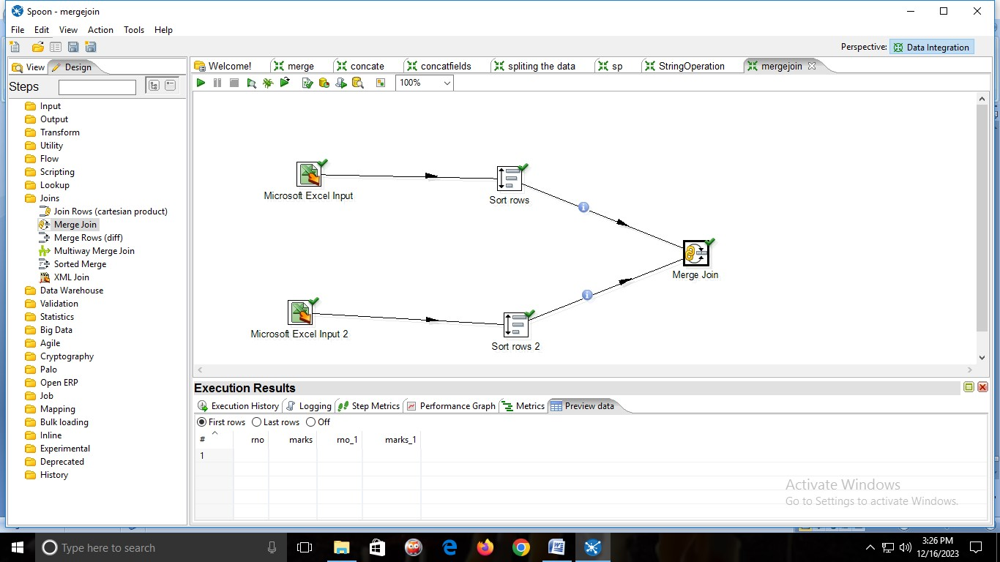 Spoon - mergejoin
File Edit View Action Tools Help
Perspective: Data Integration
View Design
Welcome! merge concate concatfields spliting the data sp StringOperation mergejoin
Steps
100%
Input
Output
Transform
Utility
Flow
Scripting
Lookup
Joins
Join Rows (cartesian product)
Merge Join
Merge Rows (diff)
Multiway Merge Join
Sorted Merge
XML Join
Data Warehouse
Validation
Statistics
Big Data
Agile
Cryptography
Palo
Open ERP
Job
Mapping
Bulk loading
Inline
Experimental
Deprecated
History
Microsoft Excel Input
Sort rows
Merge Join
Microsoft Excel Input 2
Sort rows 2
Execution Results
Execution History Logging Step Metrics Performance Graph Metrics Preview data
First rows Last rows Off
# rno marks rno_1 marks_1
1
Activate Windows
Go to Settings to activate Windows.
Type here to search
3:26 PM
12/16/2023